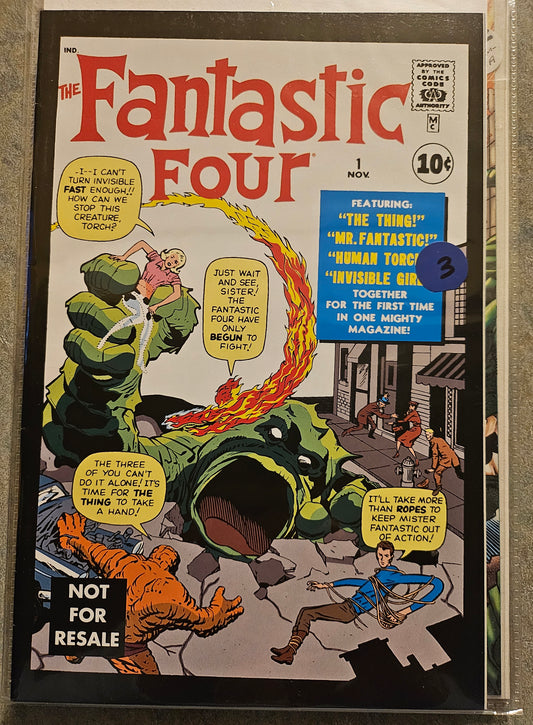 IND.
THE Fantastic
Four®
APPROVED
BY THE
COMICS
CODE
CA
AUTHORITY
M
C
1
NOV.
10¢
-I--I CAN'T
TURN INVISIBLE
FAST ENOUGH!!
HOW CAN WE
STOP THIS
CREATURE,
TORCH?
FEATURING:
"THE THING!"
"MR. FANTASTIC!"
"HUMAN TORCH
"INVISIBLE GIRL
TOGETHER
FOR THE FIRST TIME
IN ONE MIGHTY
MAGAZINE!
3
JUST WAIT
AND SEE,
SISTER!
THE
FANTASTIC
FOUR HAVE
ONLY
BEGUN TO
FIGHT!
THE THREE OF
YOU CAN'T
DO IT ALONE! IT'S
TIME FOR THE
THING TO TAKE
A HAND!
IT'LL TAKE MORE
THAN ROPES TO
KEEP MISTER
FANTASTIC OUT
OF ACTION!
NOT
FOR
RESALE